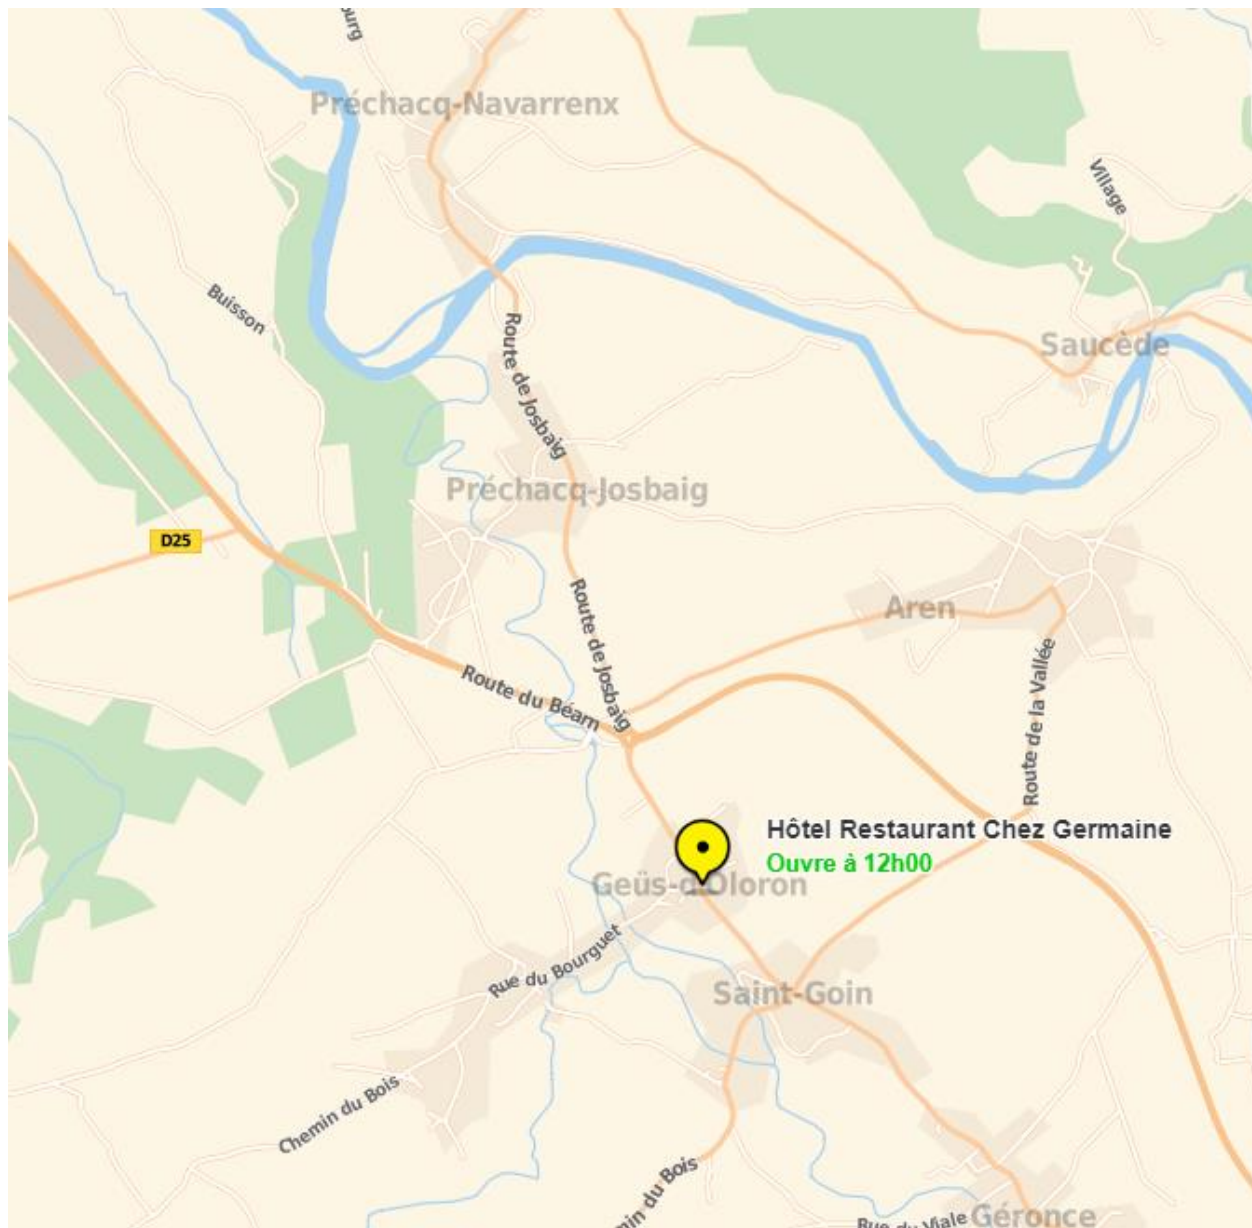 Préchacq-Navarrenx
Village
Buisson
Route de Josbaig
Saucède
Préchacq-Josbaig
D25
Aren
Route de Josbaig
Route de la Vallée
Route du Béarn
Hôtel Restaurant Chez Germaine
Ouvre à 12h00
Geüs-d'Oloron
Rue du Bourguet
Saint-Goin
Chemin du Bois
min du Bois
Rue du Viale
Géronce